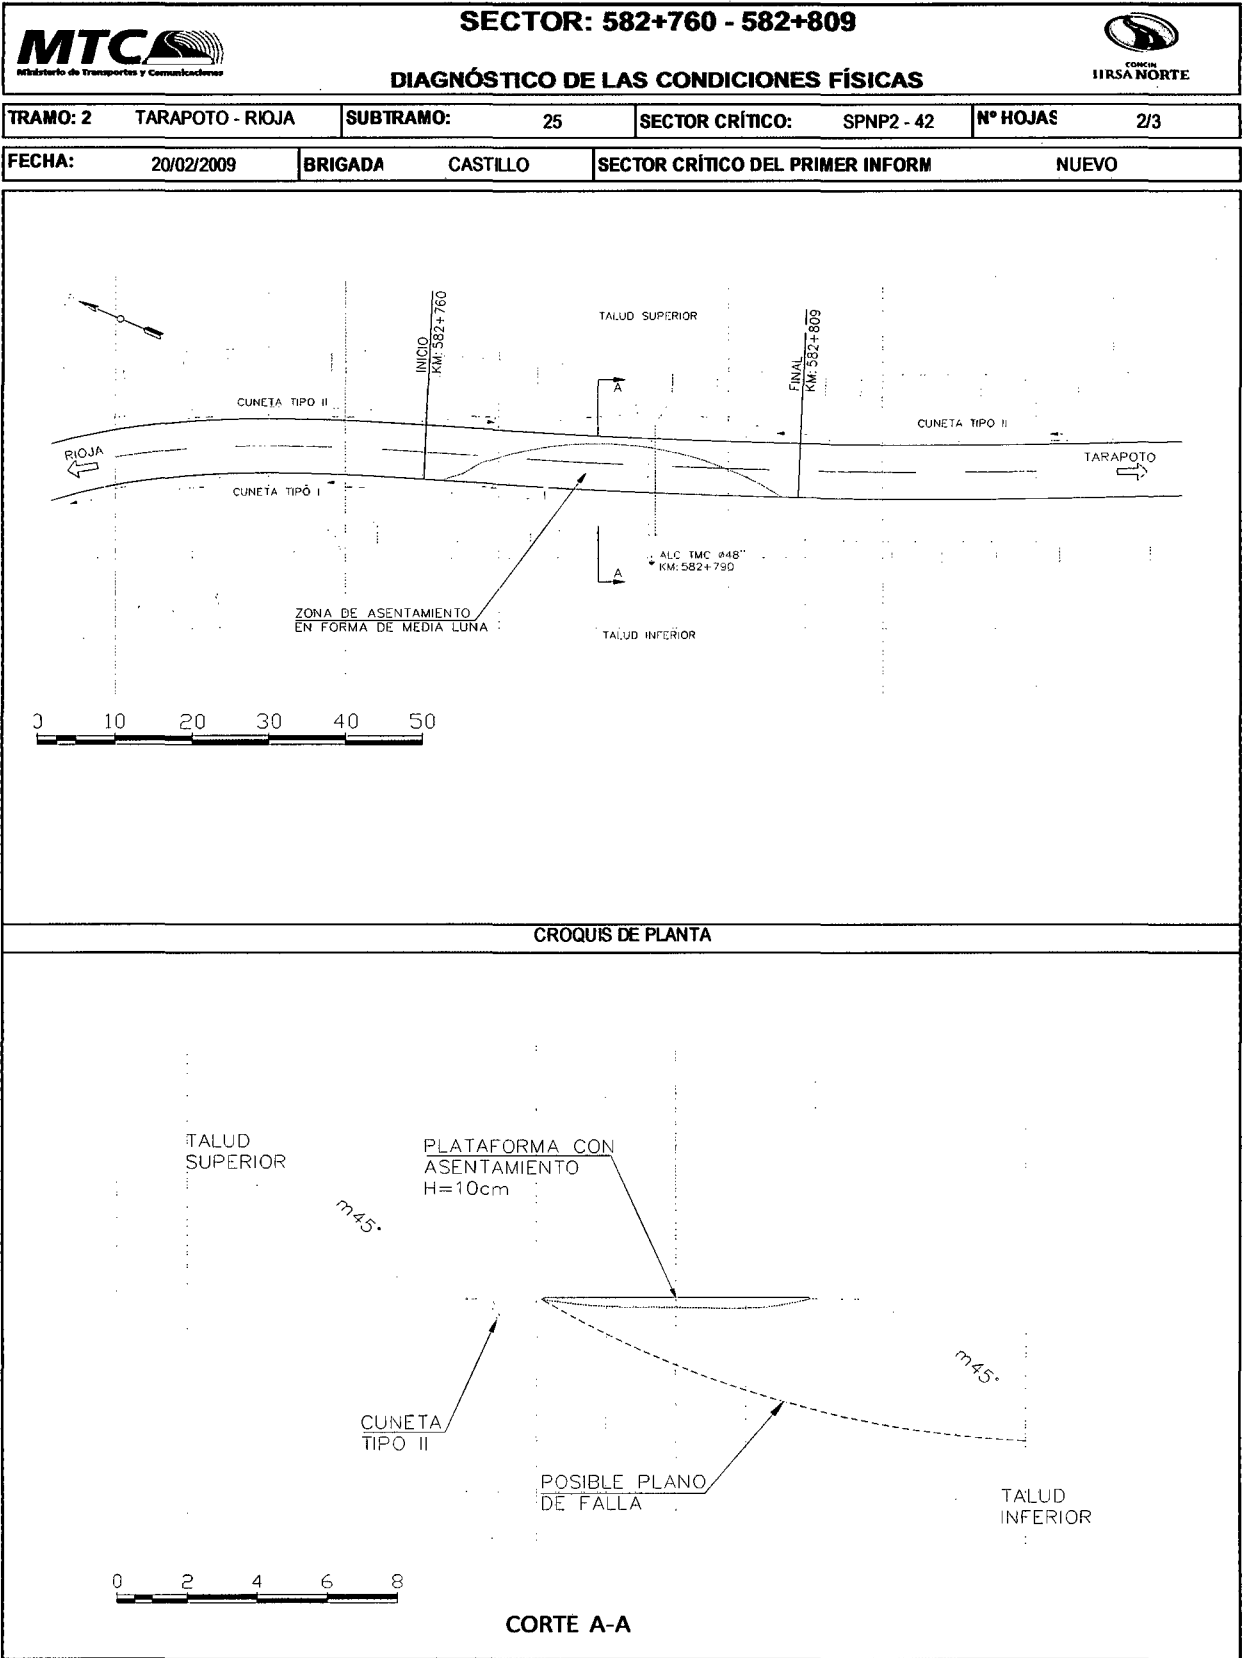 SECTOR: 582+760 - 582+809
MTC
Ministerio de Transportes y Comunicaciones
DIAGNÓSTICO DE LAS CONDICIONES FÍSICAS
CONCIN
IIRSA NORTE
TRAMO: 2 TARAPOTO - RIOJA SUBTRAMO: 25 SECTOR CRÍTICO: SPNP2 - 42 Nº HOJAS 2/3
FECHA: 20/02/2009 BRIGADA CASTILLO SECTOR CRÍTICO DEL PRIMER INFORM NUEVO
INICIO
KM: 582+760
TALUD SUPERIOR
FINAL
KM: 582+809
A
CUNETA TIPO II
CUNETA TIPO II
RIOJA
TARAPOTO
CUNETA TIPO I
ALC TMC ø48"
KM: 582+790
A
ZONA DE ASENTAMIENTO
EN FORMA DE MEDIA LUNA
TALUD INFERIOR
0 10 20 30 40 50
CROQUIS DE PLANTA
TALUD
SUPERIOR
PLATAFORMA CON
ASENTAMIENTO
H=10cm
m45°
m45°
CUNETA
TIPO II
POSIBLE PLANO
DE FALLA
TALUD
INFERIOR
0 2 4 6 8
CORTE A-A